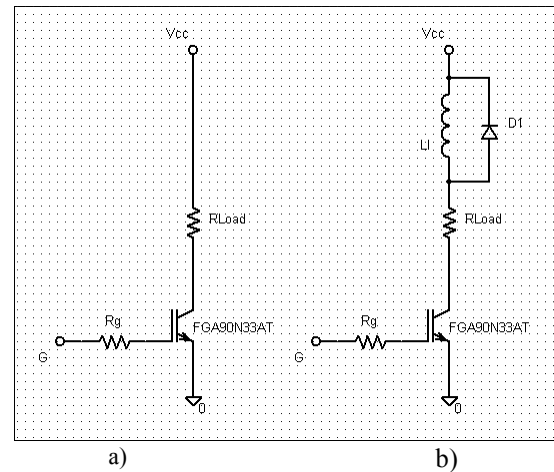 Vcc
RLoad
Rg
FGA90N33AT
G
0
a)
Vcc
D1
Ll
RLoad
Rg
FGA90N33AT
G
0
b)